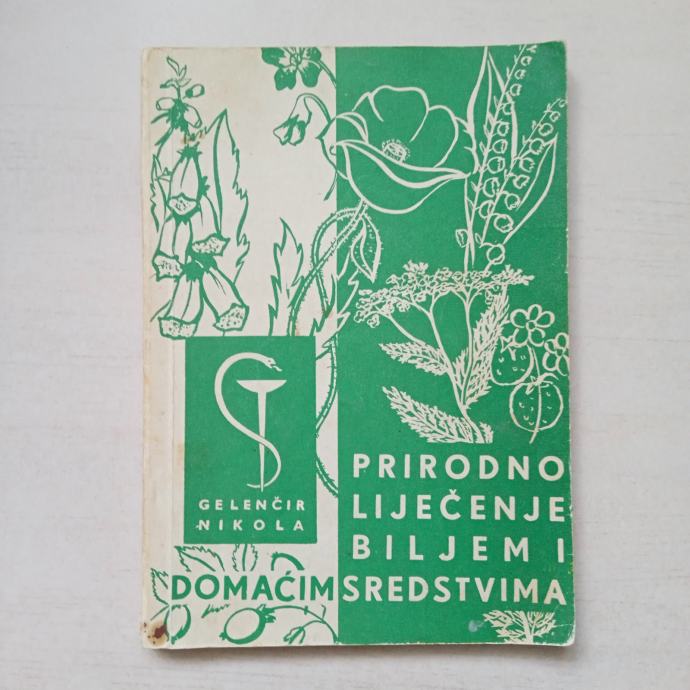 GELENČIR
NIKOLA
PRIRODNO
LIJEČENJE
BILJEM I
DOMAĆIM SREDSTVIMA